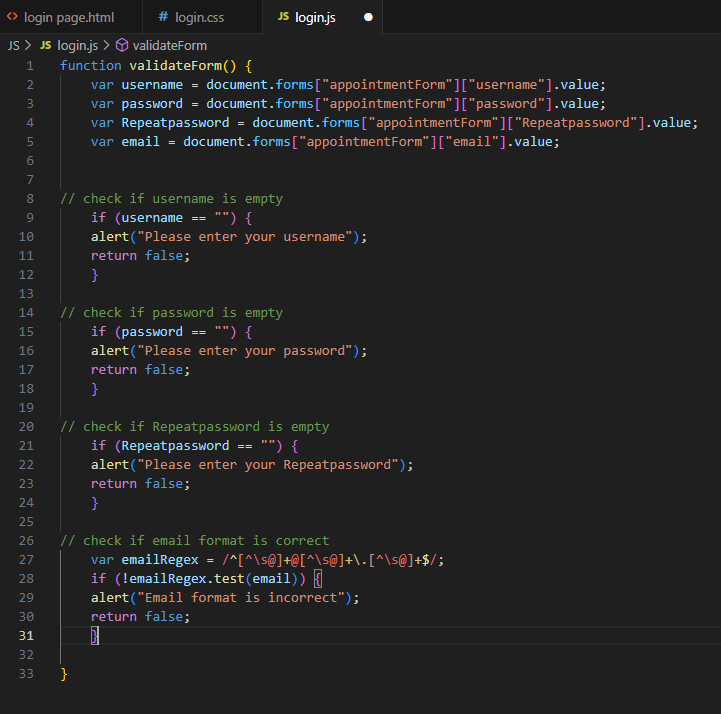 <> login page.html # login.css JS login.js ●
JS > JS login.js > validateForm
1 function validateForm() {
2 var username = document.forms["appointmentForm"]["username"].value;
3 var password = document.forms["appointmentForm"]["password"].value;
4 var Repeatpassword = document.forms["appointmentForm"]["Repeatpassword"].value;
5 var email = document.forms["appointmentForm"]["email"].value;
6
7
8 // check if username is empty
9 if (username == "") {
10 alert("Please enter your username");
11 return false;
12 }
13
14 // check if password is empty
15 if (password == "") {
16 alert("Please enter your password");
17 return false;
18 }
19
20 // check if Repeatpassword is empty
21 if (Repeatpassword == "") {
22 alert("Please enter your Repeatpassword");
23 return false;
24 }
25
26 // check if email format is correct
27 var emailRegex = /^[^\s@]+@[^\s@]+\.[^\s@]+$/;
28 if (!emailRegex.test(email)) {
29 alert("Email format is incorrect");
30 return false;
31 }
32
33 }